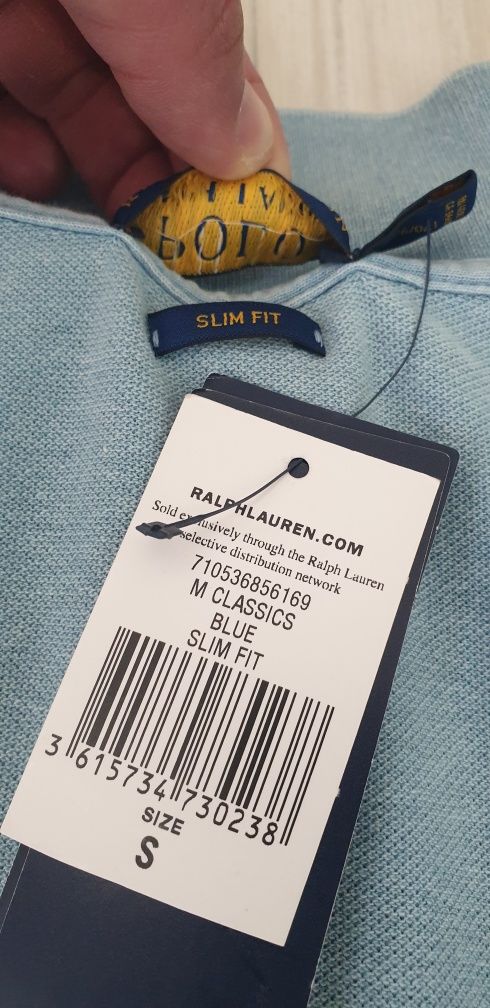 POLO
SLIM FIT
RALPHLAUREN.COM
Sold exclusively through the Ralph Lauren
selective distribution network
710536856169
M CLASSICS
BLUE
SLIM FIT
3 615734 730238
SIZE
S